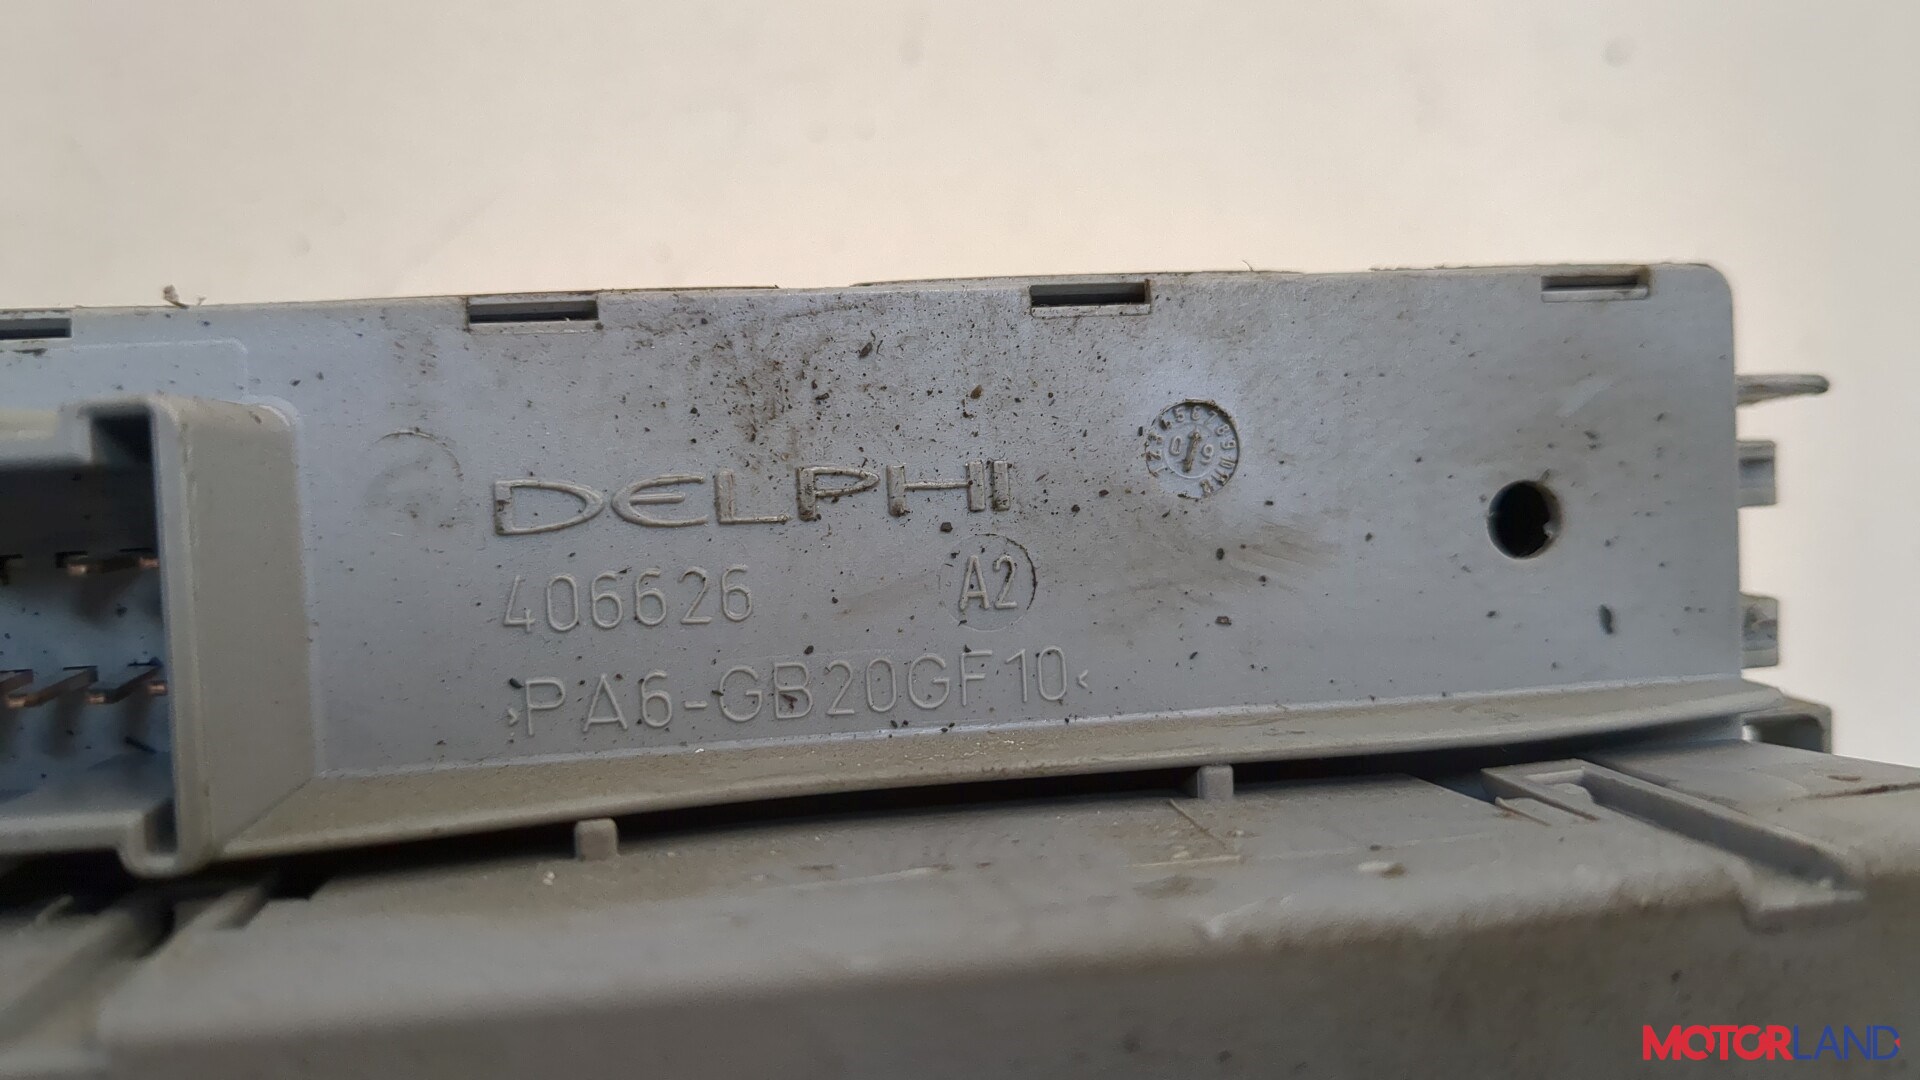 DELPHI
406626 A2
>PA6-GB20GF10<
MOTORLAND